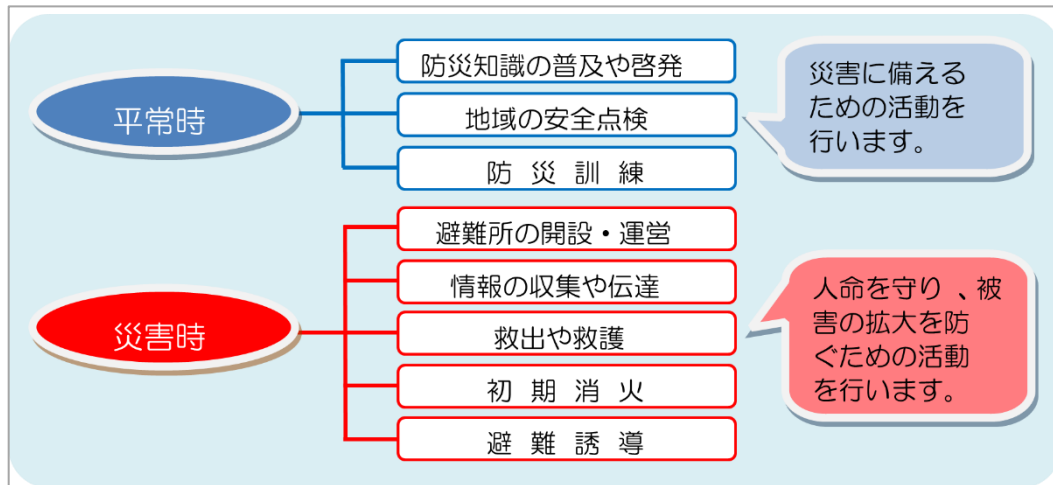 平常時
防災知識の普及や啓発
地域の安全点検
防災訓練
災害に備える
ための活動を
行います。
災害時
避難所の開設・運営
情報の収集や伝達
救出や救護
初期消火
避難誘導
人命を守り、被
害の拡大を防
ぐための活動
を行います。